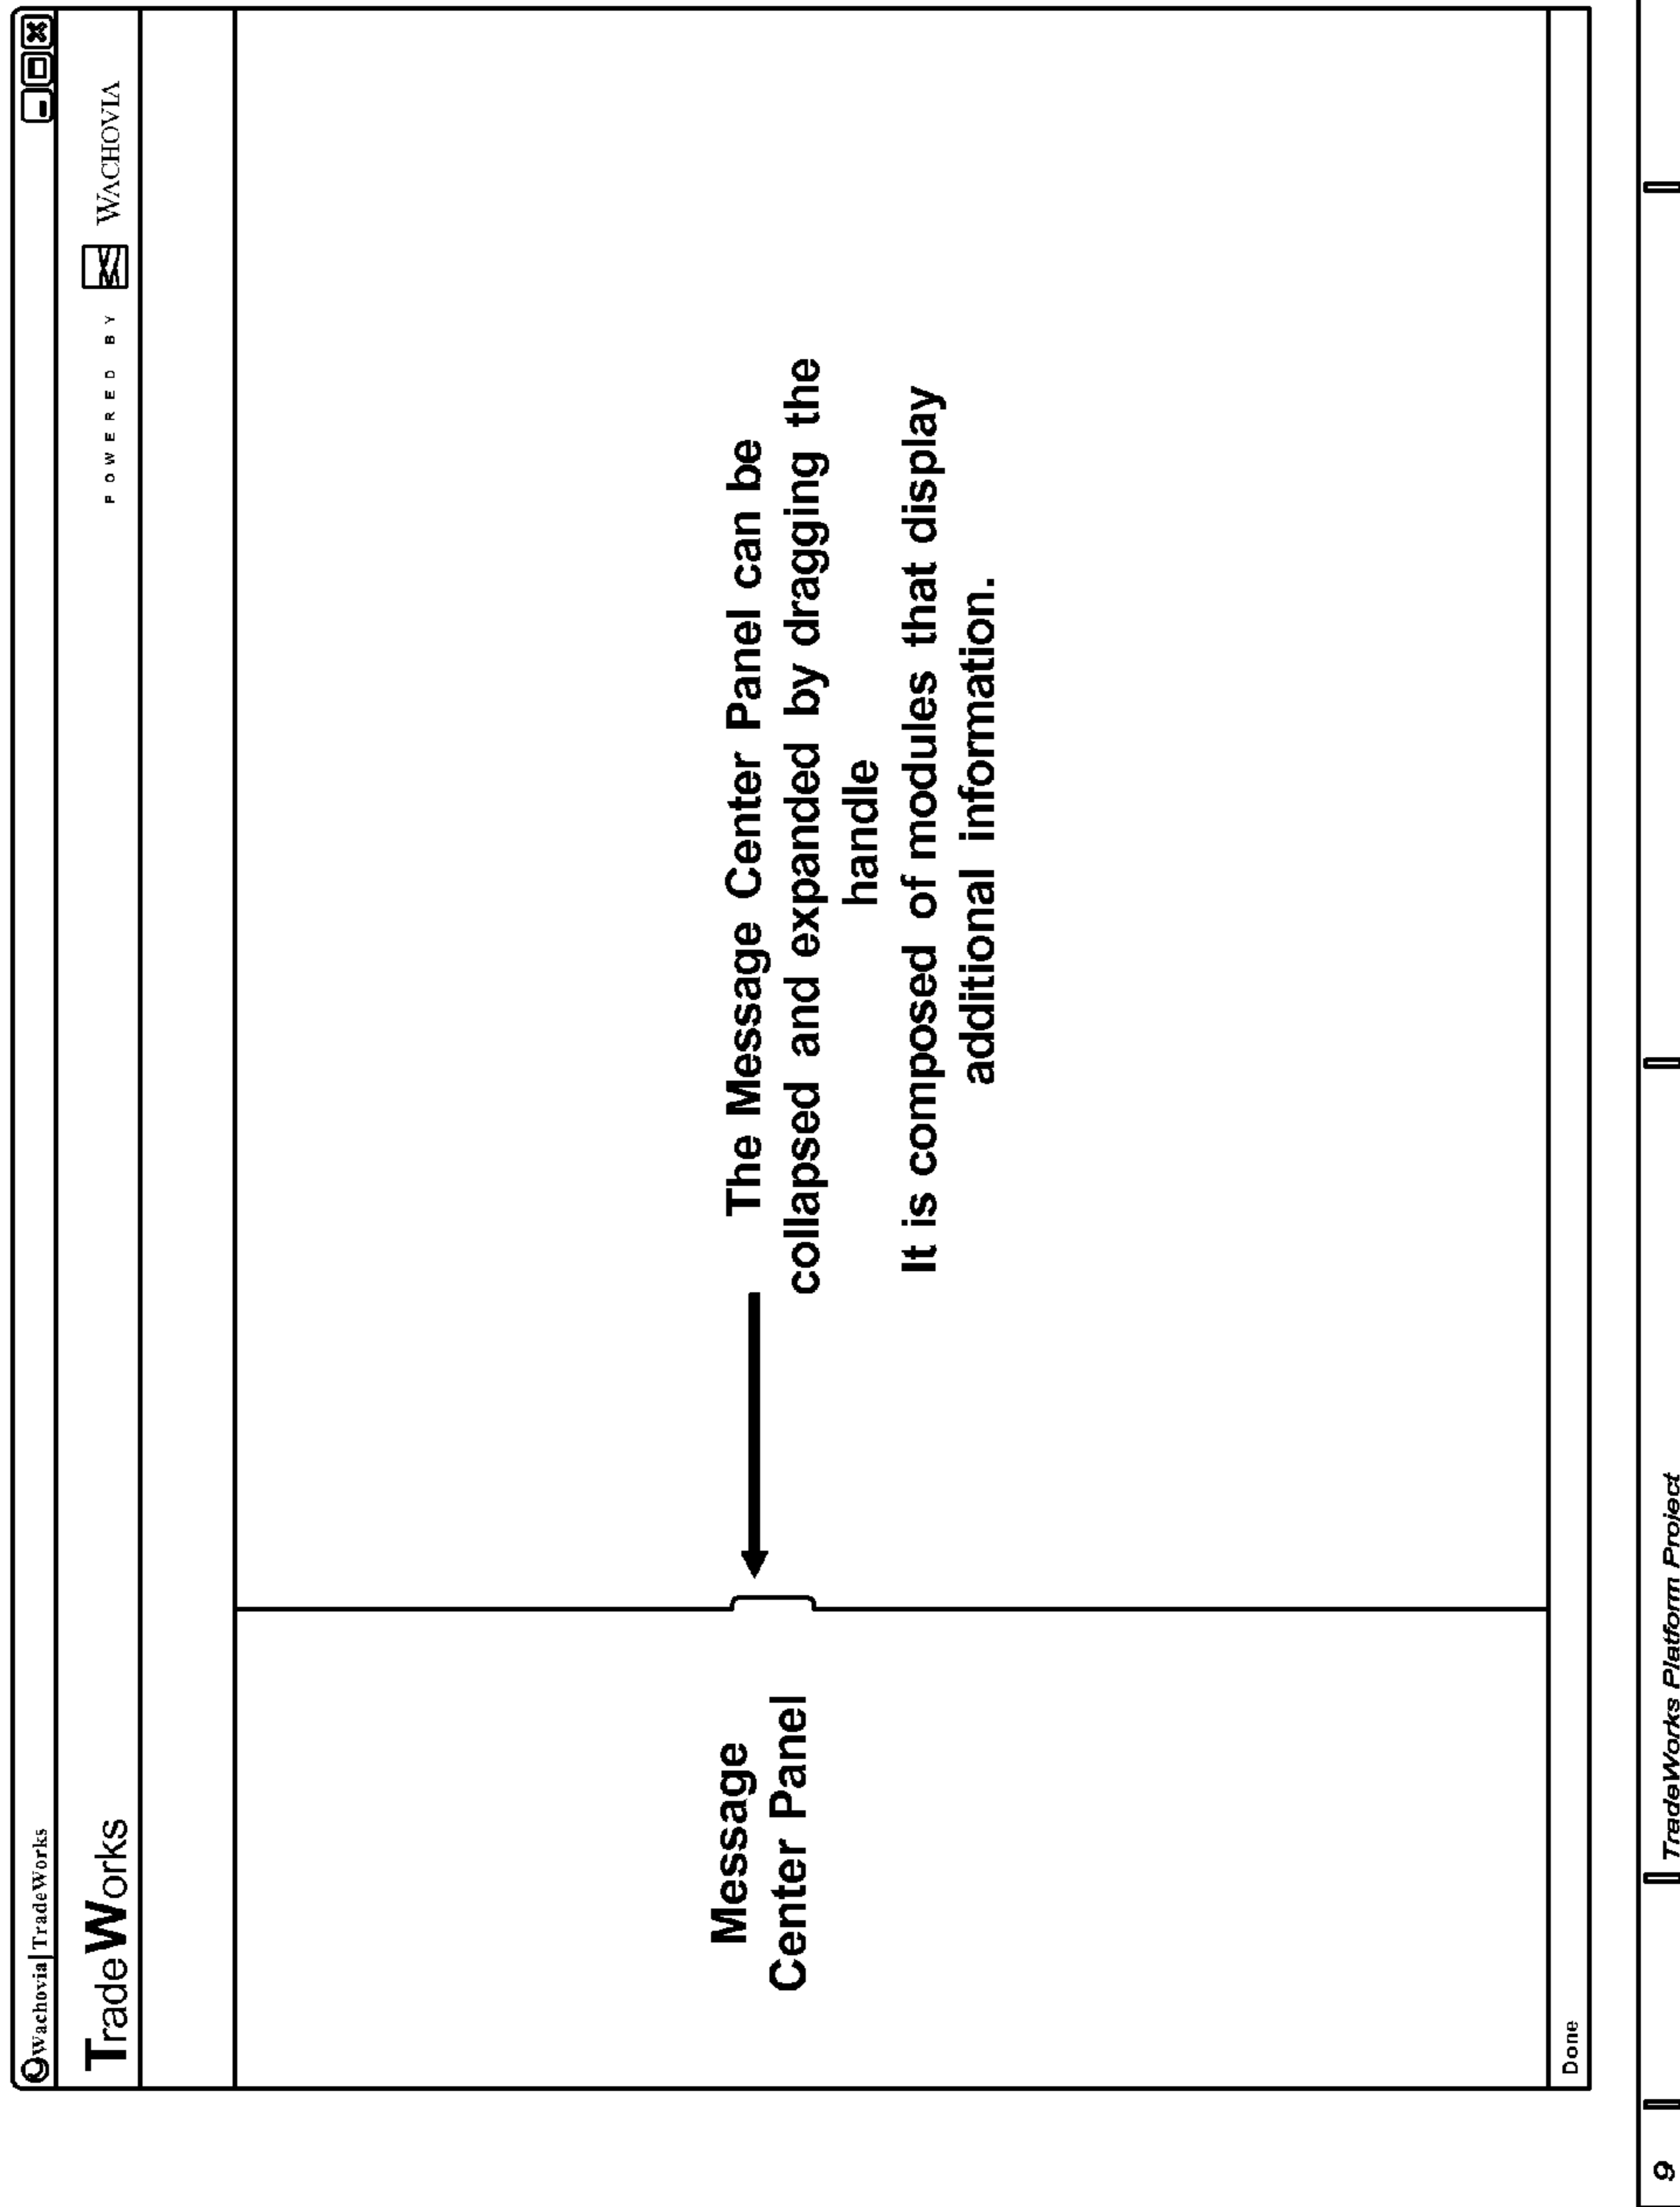 Wachovia | TradeWorks
TradeWorks
POWERED BY WACHOVIA
Message
Center Panel
The Message Center Panel can be
collapsed and expanded by dragging the
handle
It is composed of modules that display
additional information.
Done
9
TradeWorks Platform Project